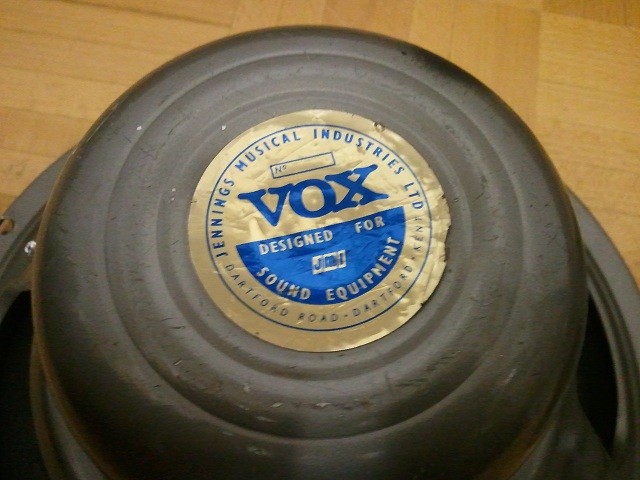 JENNINGS MUSICAL INDUSTRIES LTD
Nº
VOX
DESIGNED FOR
JMI
SOUND EQUIPMENT
DARTFORD ROAD - DARTFORD - KENT